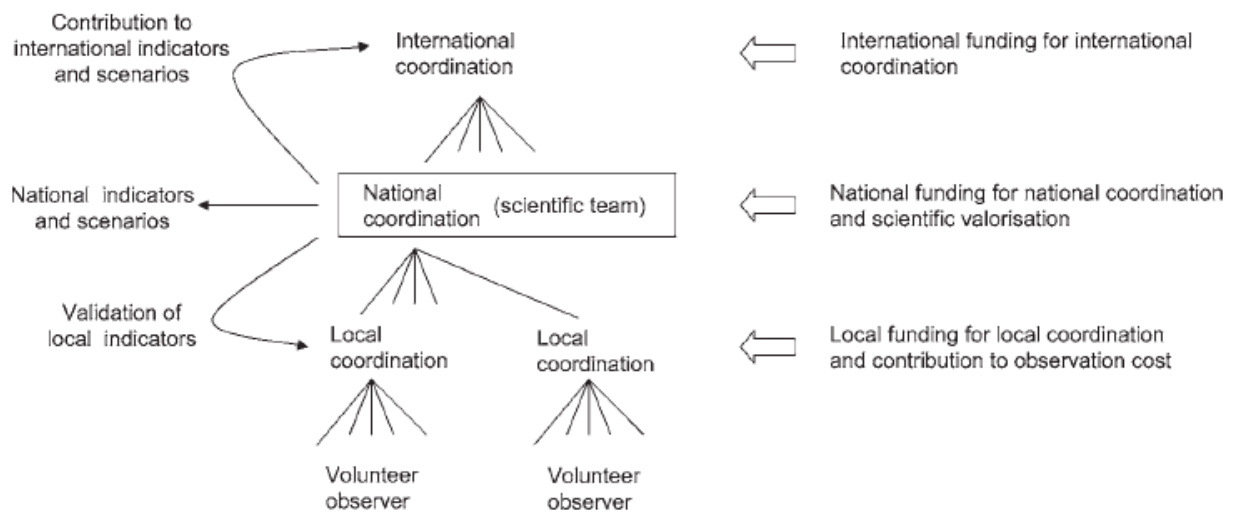 Contribution to
international indicators
and scenarios
International
coordination
International funding for international
coordination
National indicators
and scenarios
National
coordination
(scientific team)
National funding for national coordination
and scientific valorisation
Validation of
local indicators
Local
coordination
Local
coordination
Local funding for local coordination
and contribution to observation cost
Volunteer
observer
Volunteer
observer